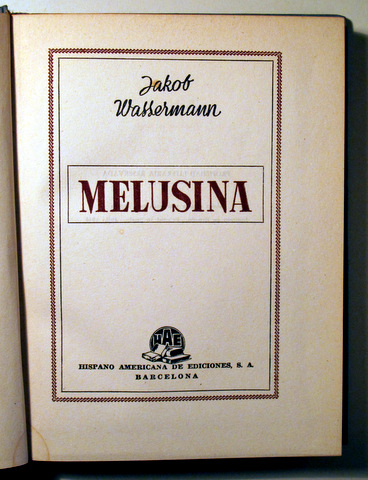 Jakob
Wassermann
MELUSINA
HAE
HISPANO AMERICANA DE EDICIONES, S. A.
BARCELONA